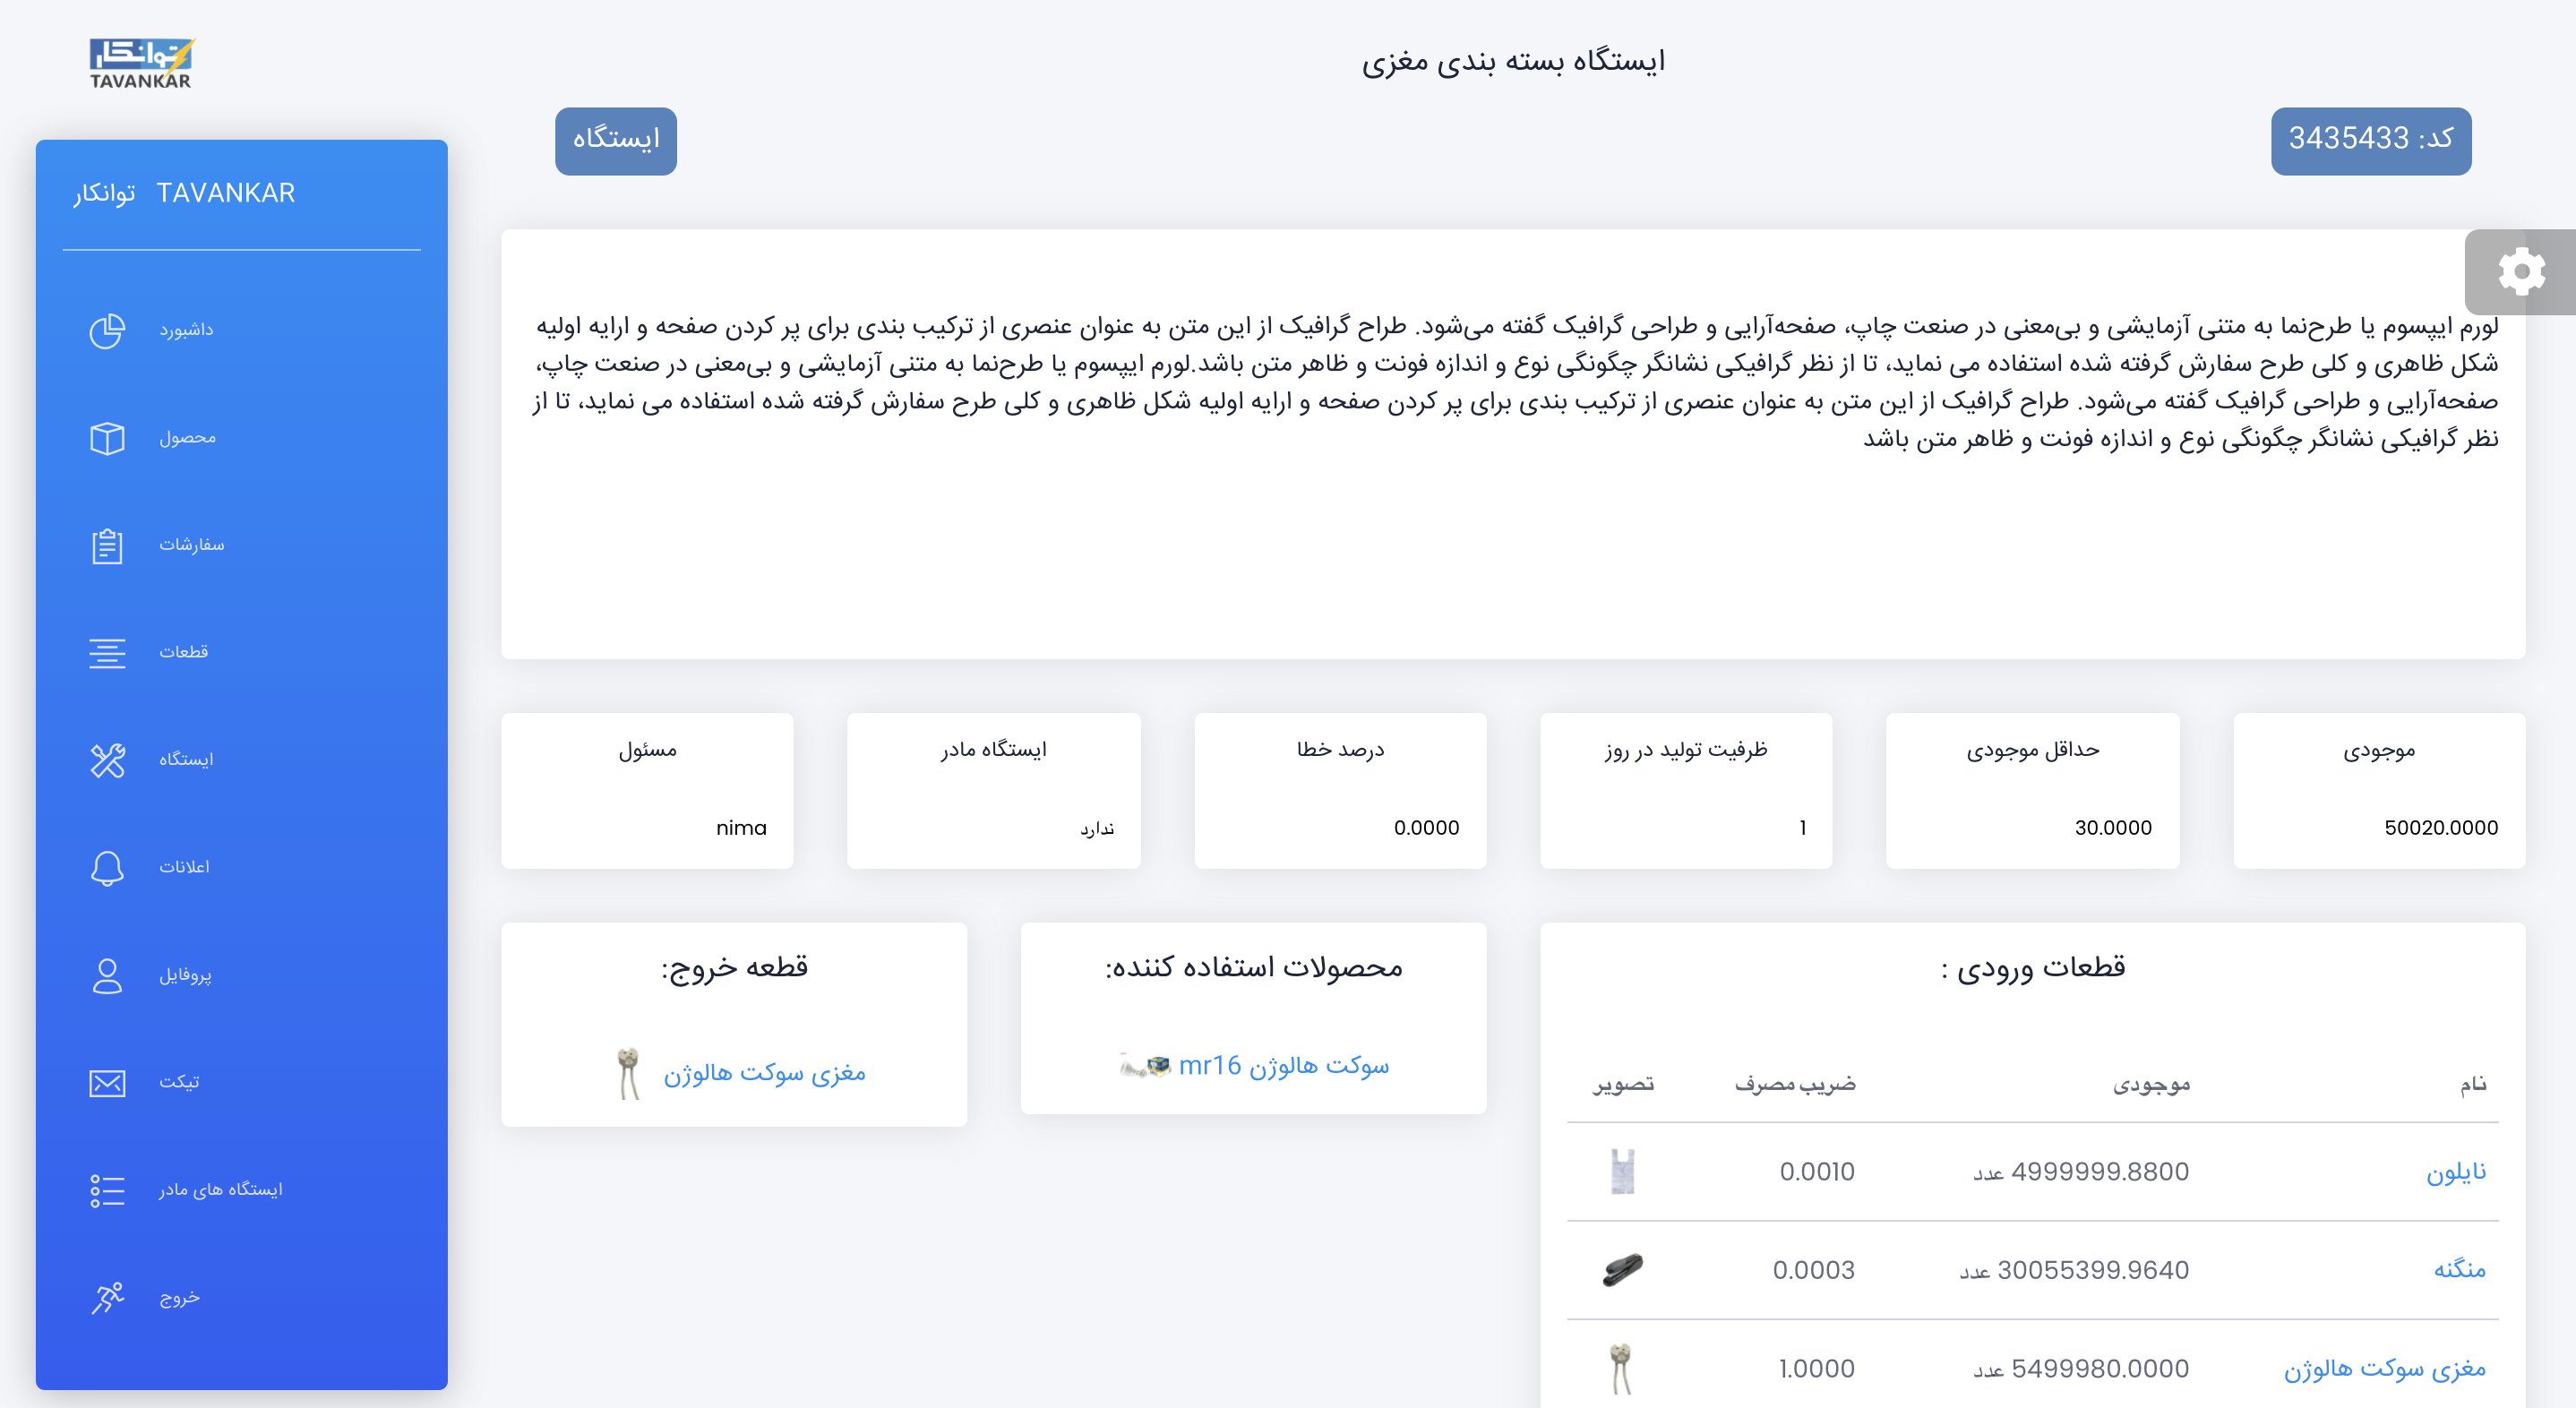 توانکار
TAVANKAR
ایستگاه بسته بندی مغزی
کد: 3435433
ایستگاه
توانکار TAVANKAR
داشبورد
محصول
سفارشات
قطعات
ایستگاه
اعلانات
پروفایل
تیکت
ایستگاه های مادر
خروج
لورم ایپسوم یا طرح‌نما به متنی آزمایشی و بی‌معنی در صنعت چاپ، صفحه‌آرایی و طراحی گرافیک گفته می‌شود. طراح گرافیک از این متن به عنوان عنصری از ترکیب بندی برای پر کردن صفحه و ارایه اولیه
شکل ظاهری و کلی طرح سفارش گرفته شده استفاده می نماید، تا از نظر گرافیکی نشانگر چگونگی نوع و اندازه فونت و ظاهر متن باشد.لورم ایپسوم یا طرح‌نما به متنی آزمایشی و بی‌معنی در صنعت چاپ،
صفحه‌آرایی و طراحی گرافیک گفته می‌شود. طراح گرافیک از این متن به عنوان عنصری از ترکیب بندی برای پر کردن صفحه و ارایه اولیه شکل ظاهری و کلی طرح سفارش گرفته شده استفاده می نماید، تا از
نظر گرافیکی نشانگر چگونگی نوع و اندازه فونت و ظاهر متن باشد
موجودی
50020.0000
حداقل موجودی
30.0000
ظرفیت تولید در روز
1
درصد خطا
0.0000
ایستگاه مادر
ندارد
مسئول
nima
قطعات ورودی :
نام موجودی ضریب مصرف تصویر
نایلون 4999999.8800 عدد 0.0010
منگنه 30055399.9640 عدد 0.0003
مغزی سوکت هالوژن 5499980.0000 عدد 1.0000
محصولات استفاده کننده:
سوکت هالوژن mr16
قطعه خروج:
مغزی سوکت هالوژن